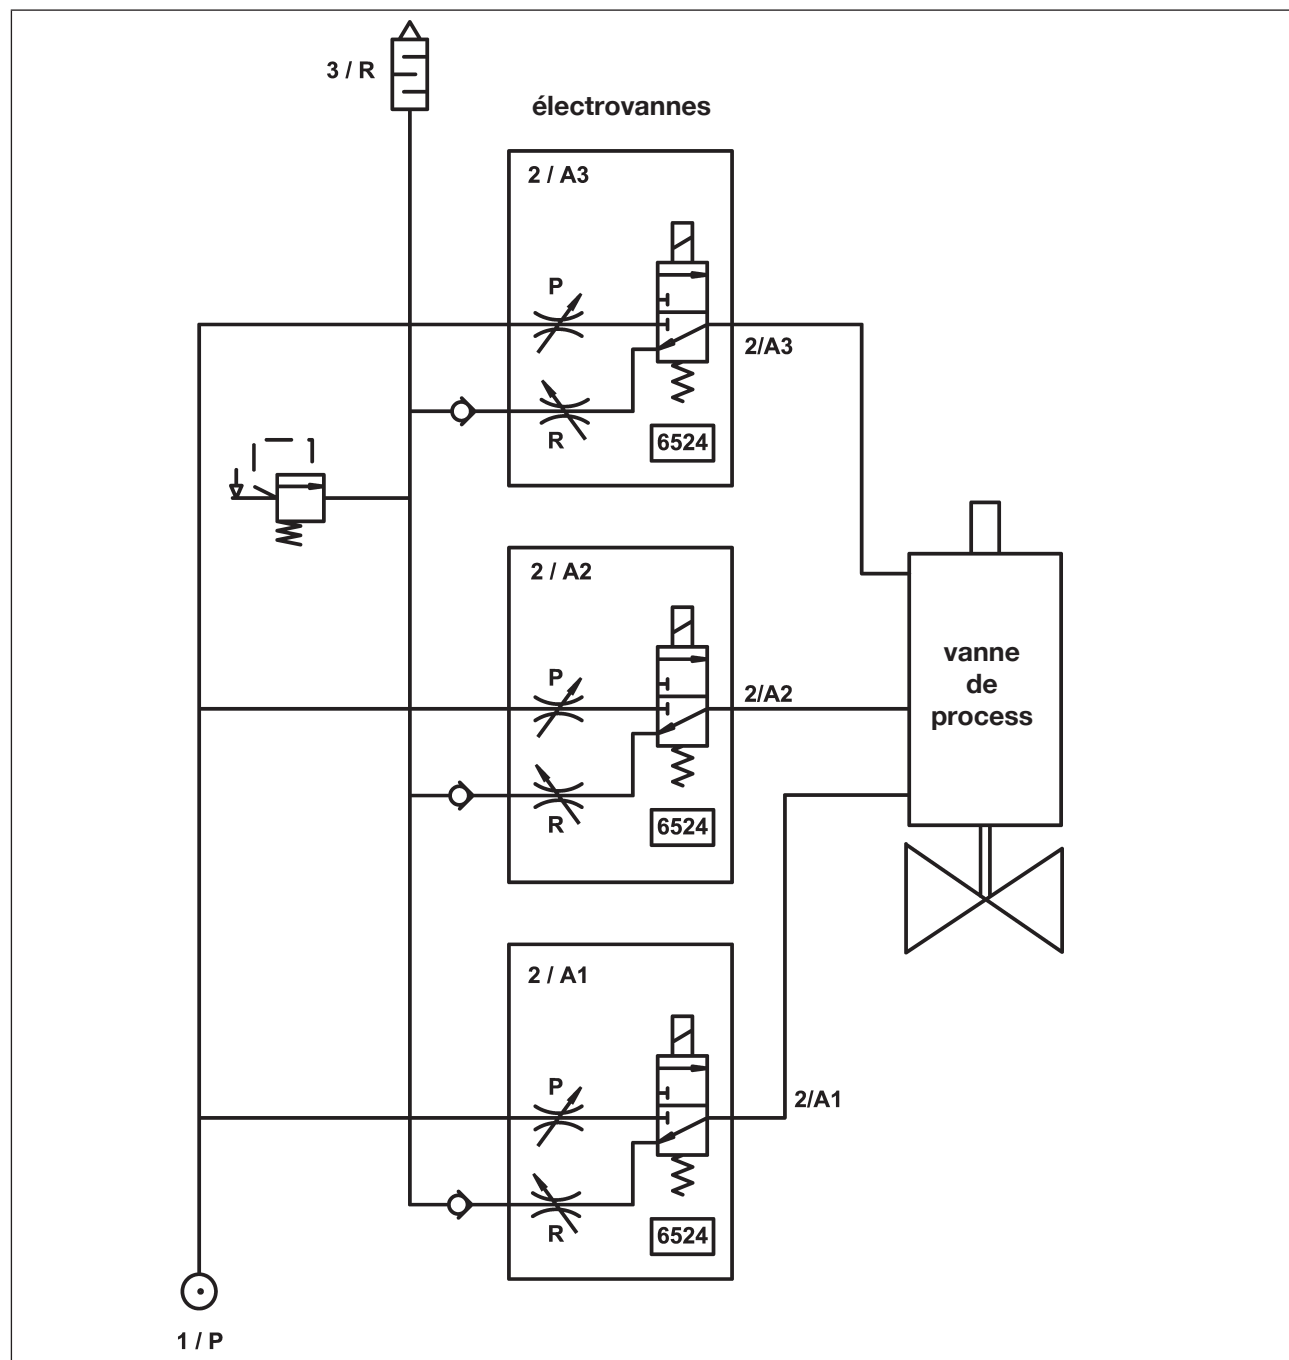 3 / R
électrovannes
2 / A3
P
2/A3
R
6524
2 / A2
P
2/A2
R
6524
vanne
de
process
2 / A1
P
2/A1
R
6524
1 / P